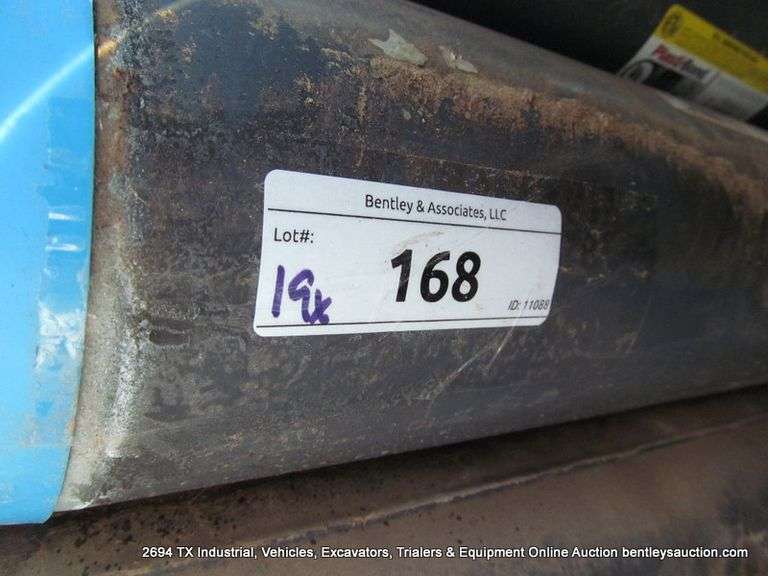 Bentley & Associates, LLC
Lot#:
19x
168
ID: 11088
2694 TX Industrial, Vehicles, Excavators, Trialers & Equipment Online Auction bentleysauction.com